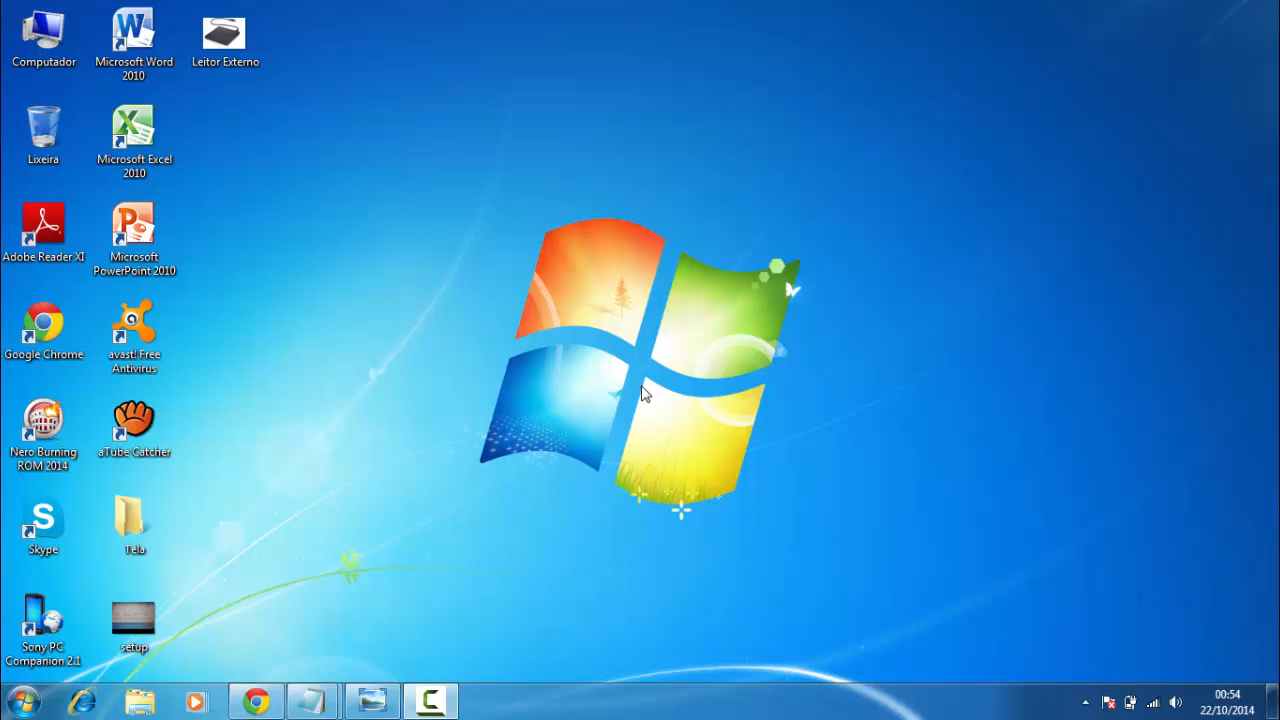 Computador
Microsoft Word
2010
Leitor Externo
Lixeira
Microsoft Excel
2010
Adobe Reader XI
Microsoft
PowerPoint 2010
Google Chrome
avast! Free
Antivirus
Nero Burning
ROM 2014
aTube Catcher
Skype
Tela
Sony PC
Companion 2.1
setup
00:54
22/10/2014